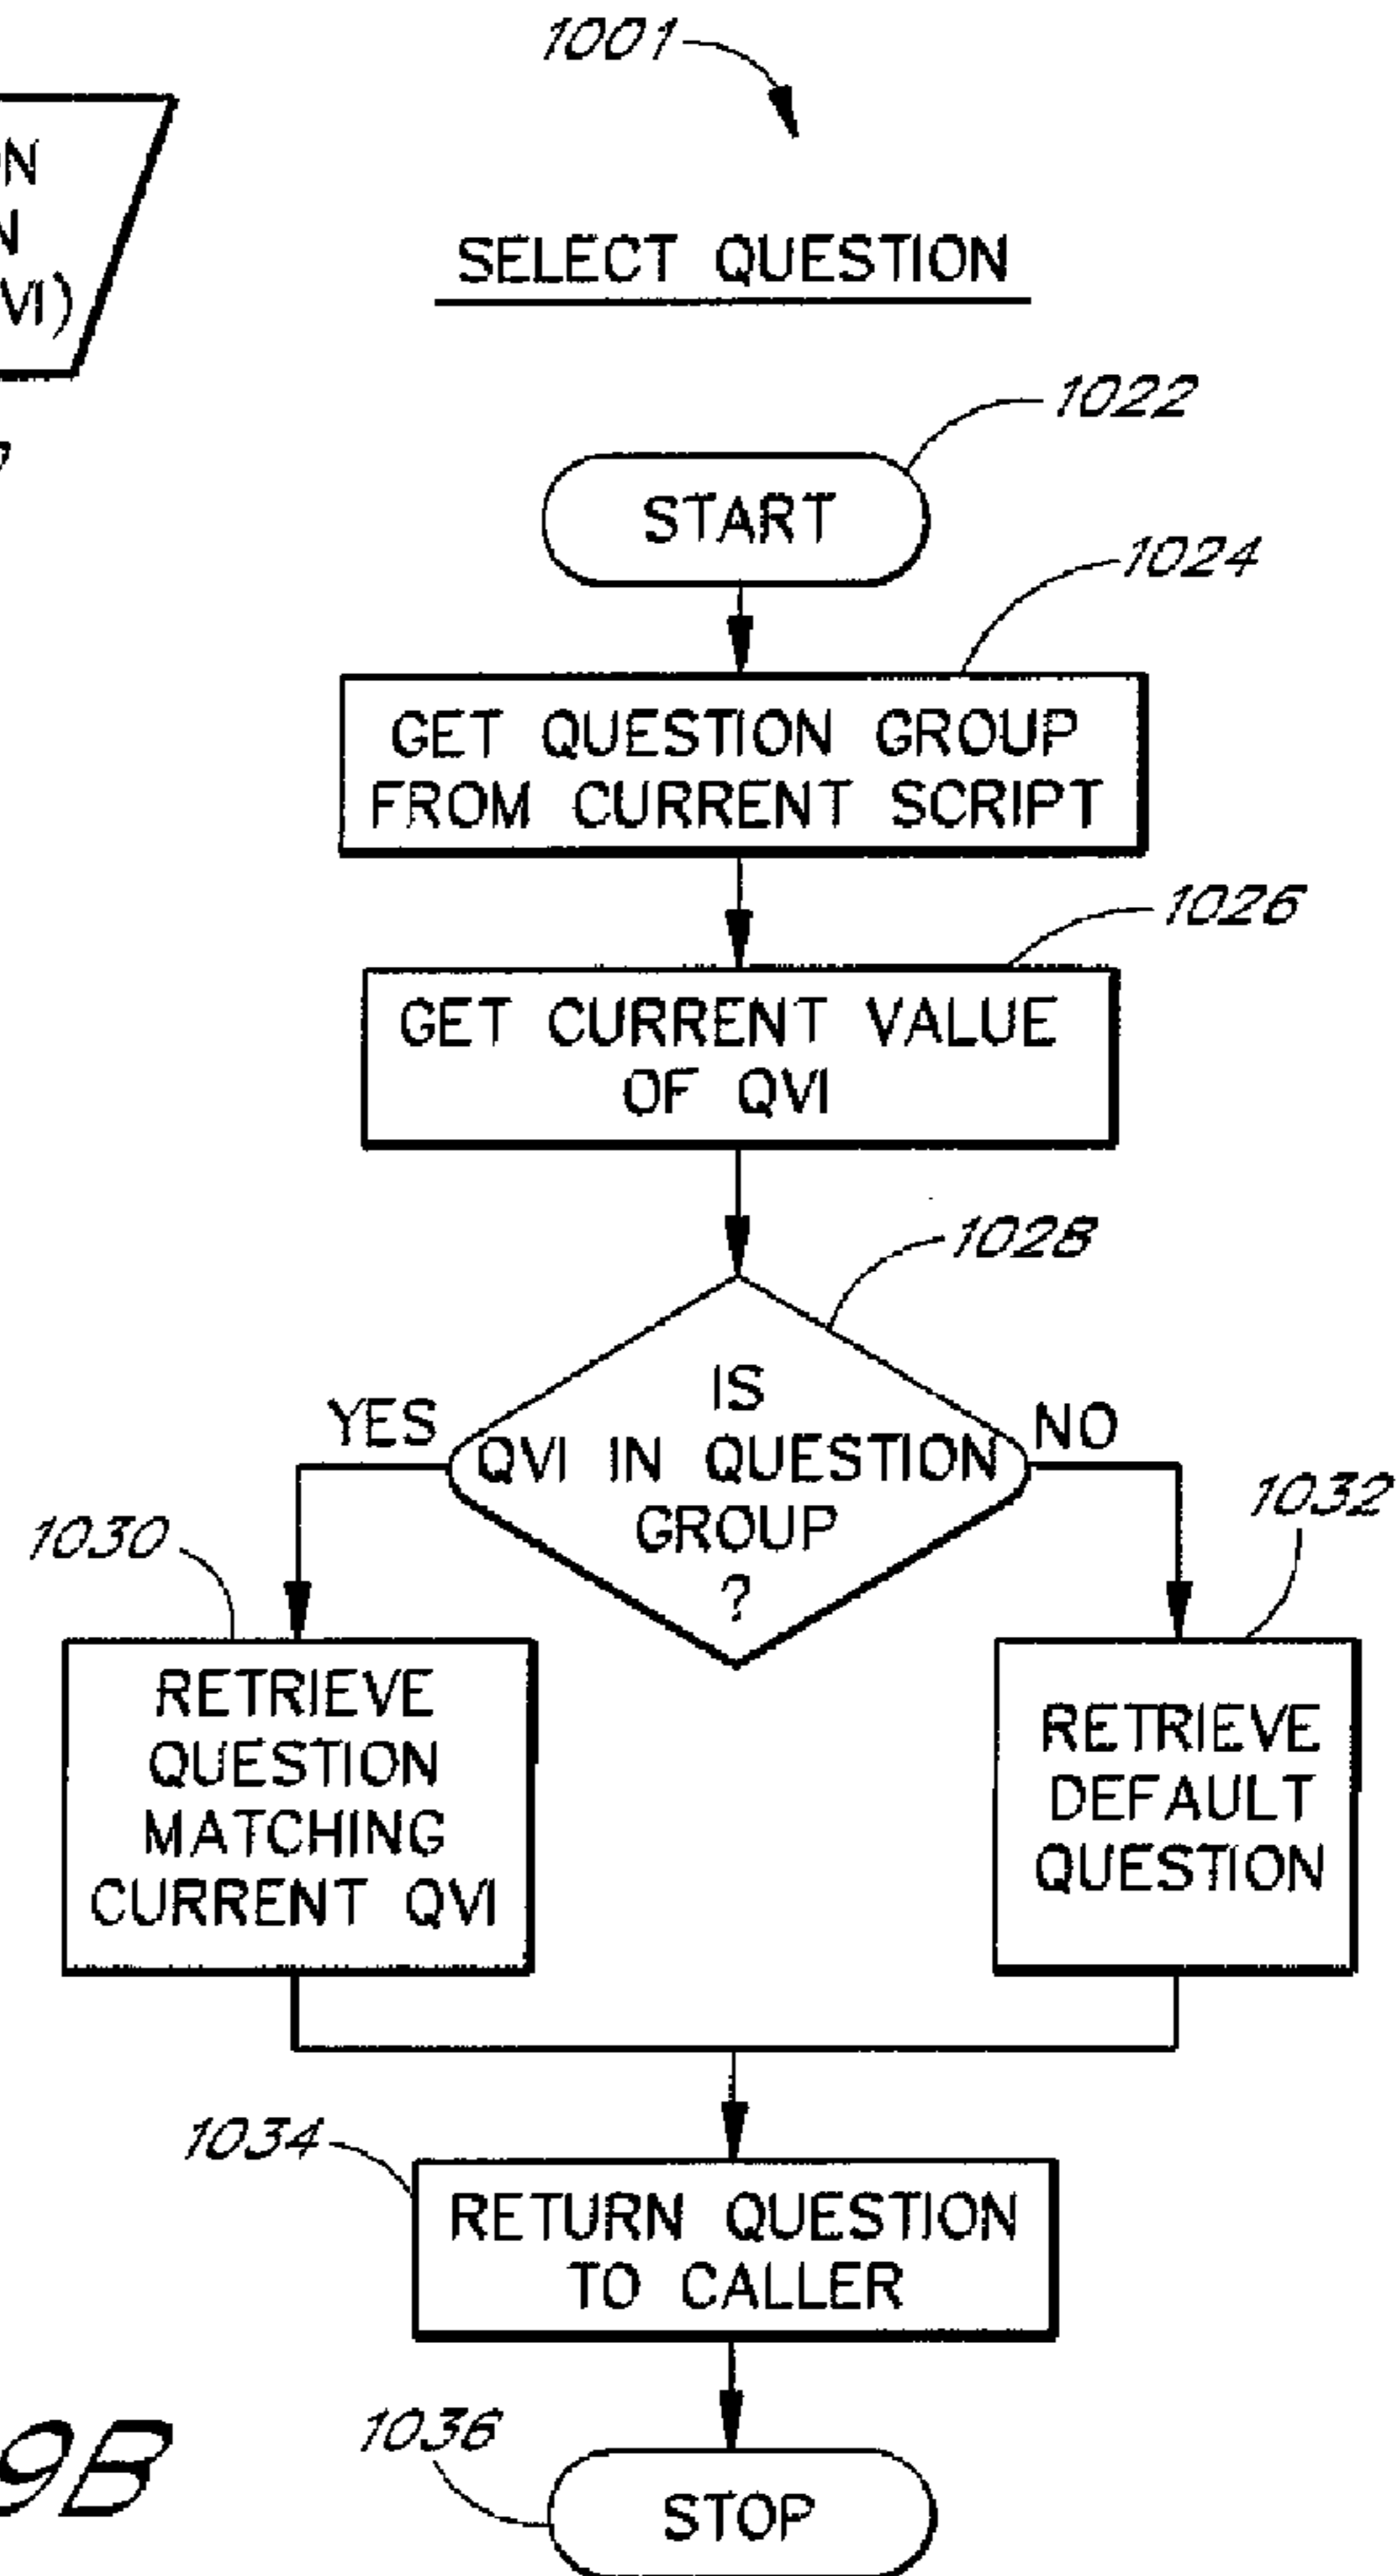 1001
ON
N
VI)
SELECT QUESTION
1022
START
1024
GET QUESTION GROUP
FROM CURRENT SCRIPT
1026
GET CURRENT VALUE
OF QVI
1028
IS
QVI IN QUESTION
GROUP
?
YES
NO
1030
1032
RETRIEVE
QUESTION
MATCHING
CURRENT QVI
RETRIEVE
DEFAULT
QUESTION
1034
RETURN QUESTION
TO CALLER
1036
STOP
9B